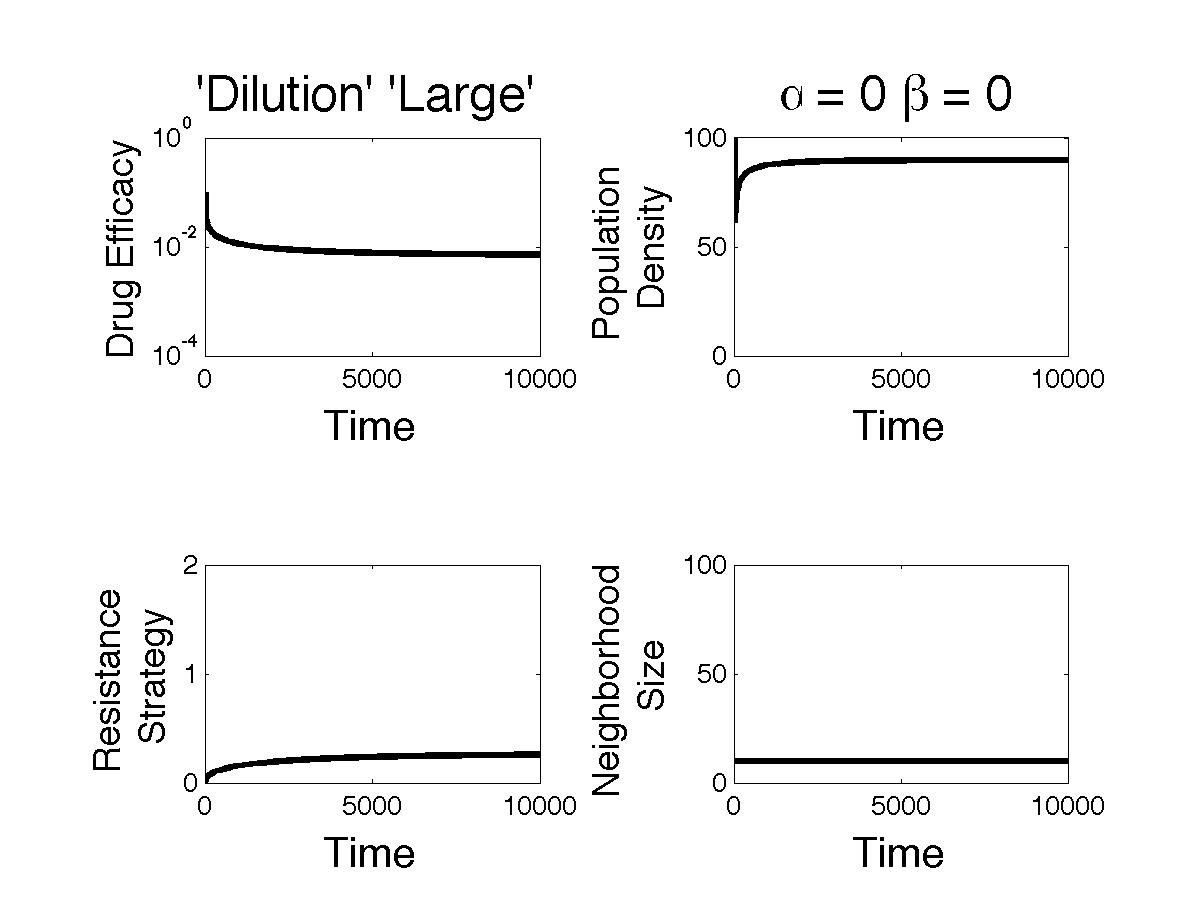 'Dilution' 'Large'
α = 0 β = 0
Drug Efficacy
10^0
10^-2
10^-4
0
5000
10000
Time
Population
Density
100
50
0
0
5000
10000
Time
Resistance
Strategy
2
1
0
0
5000
10000
Time
Neighborhood
Size
100
50
0
0
5000
10000
Time